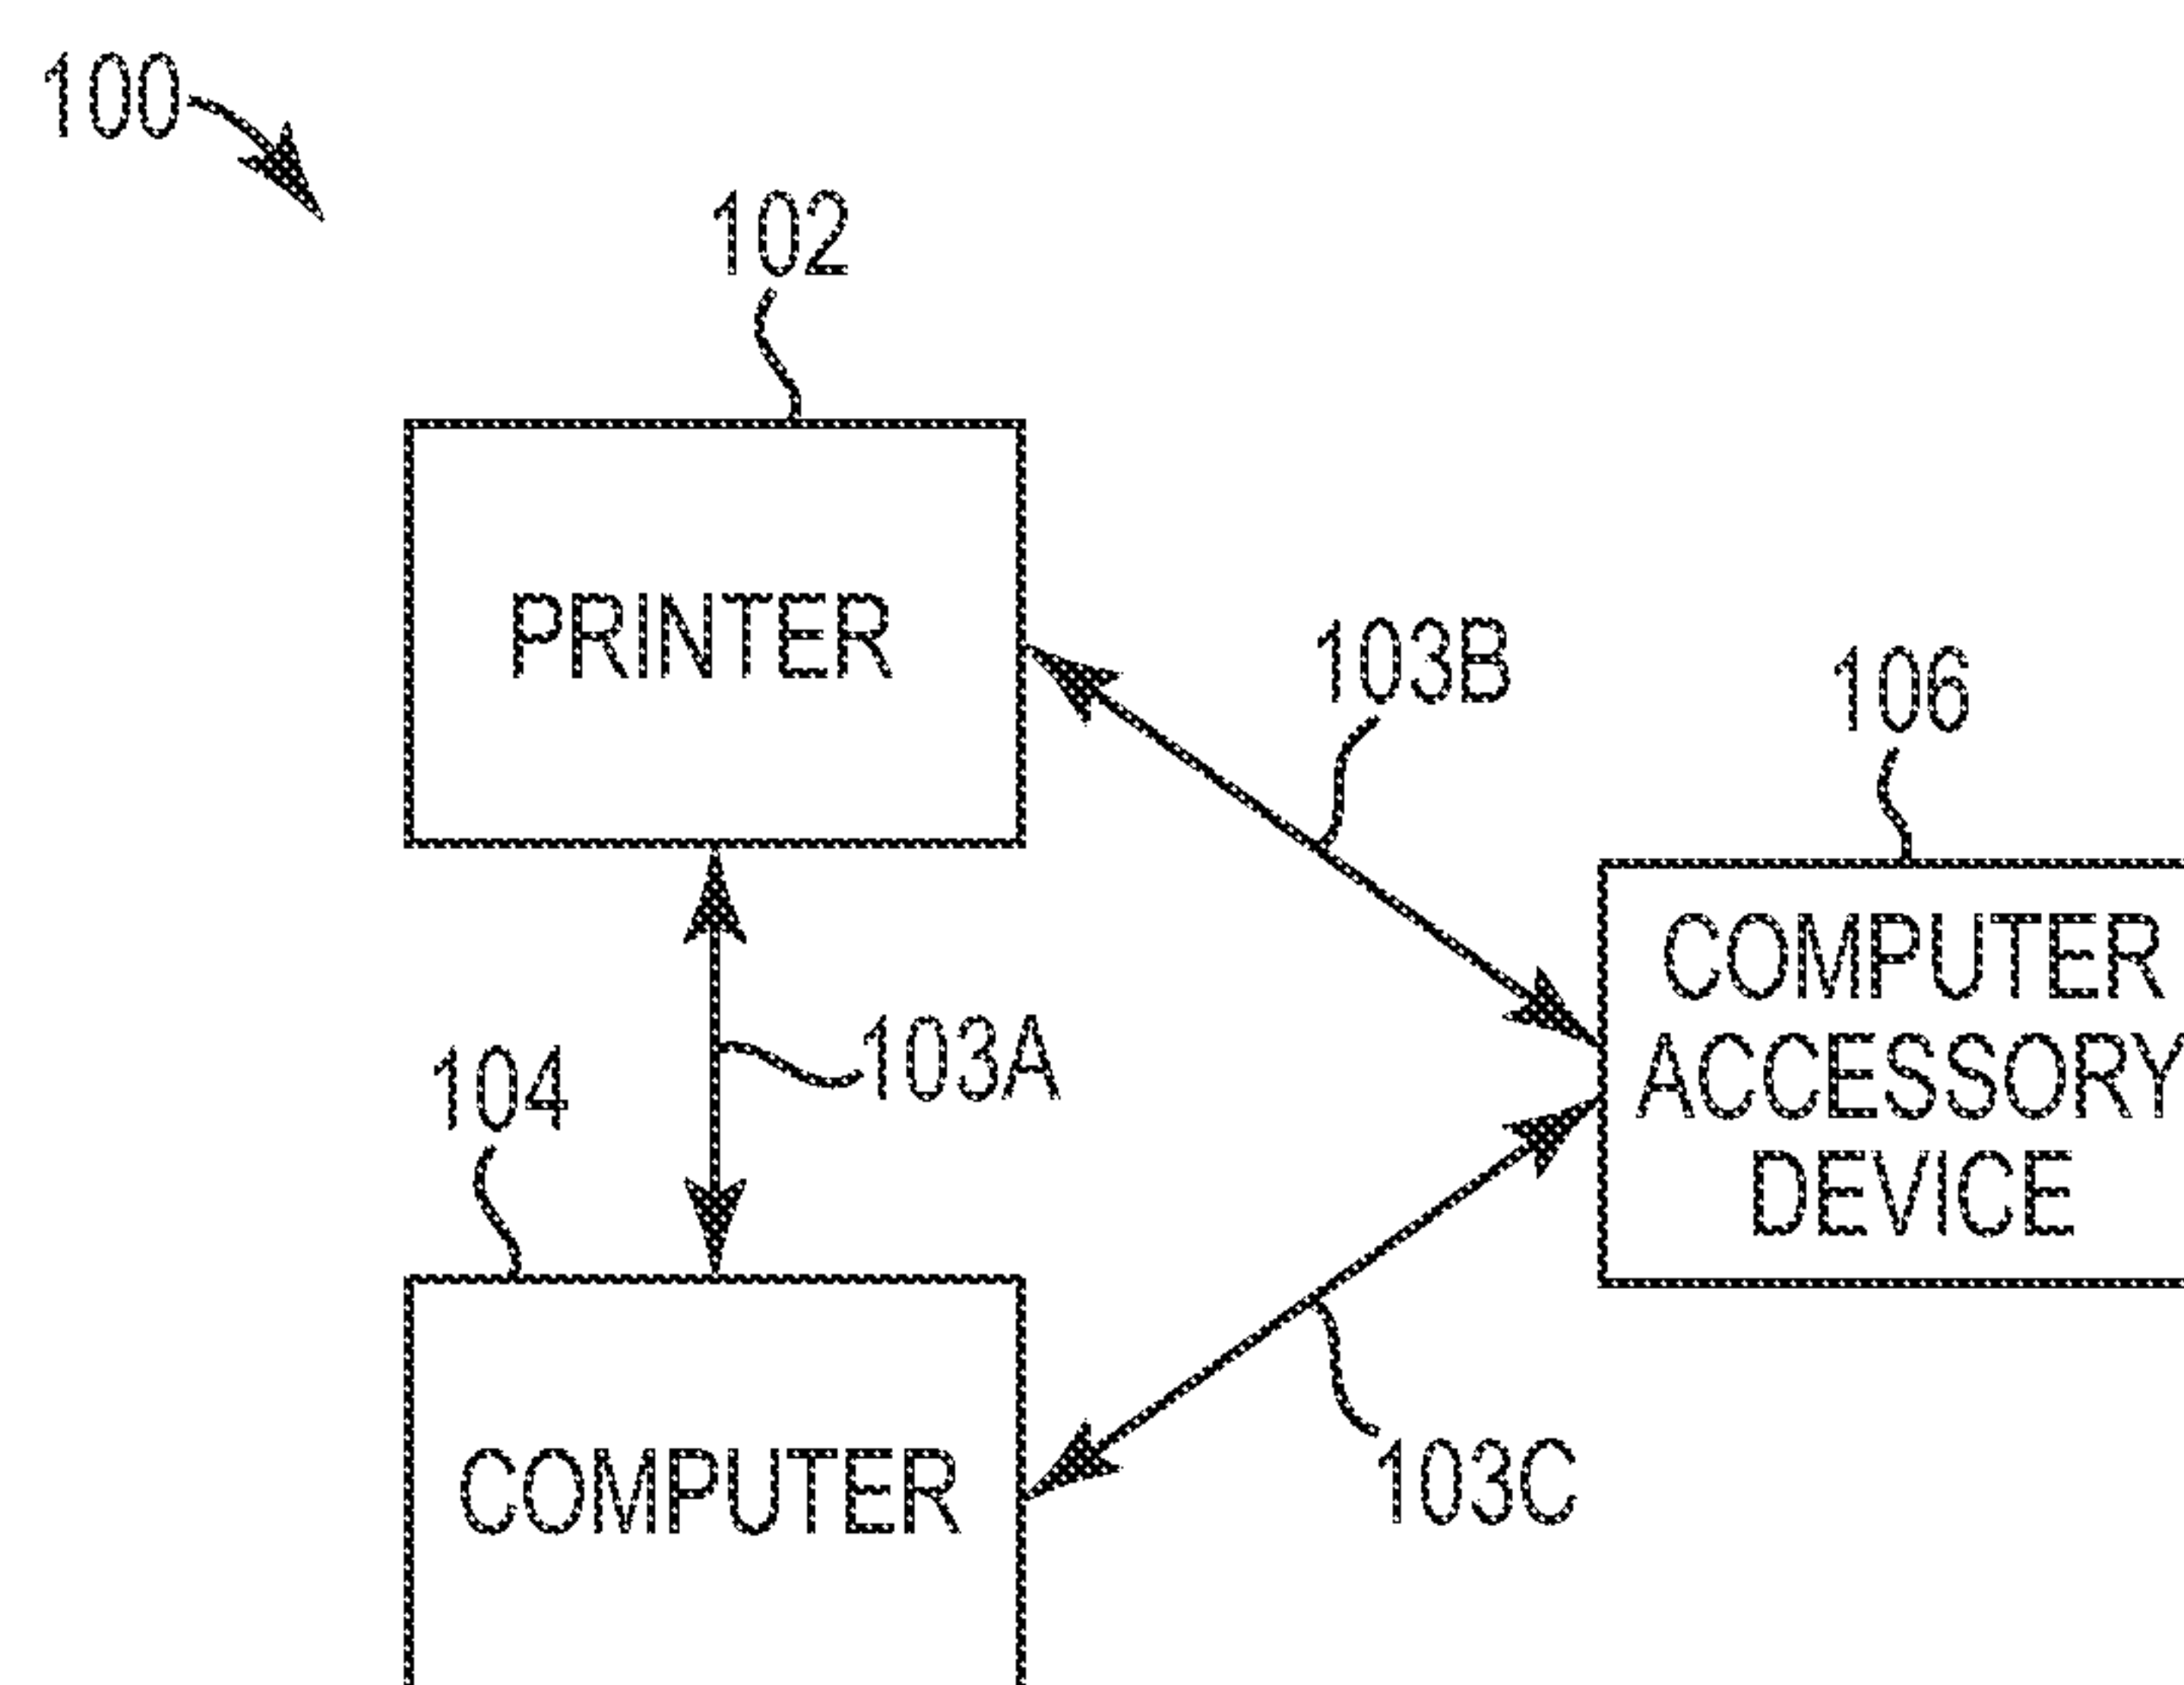 100
102
PRINTER
103B
106
COMPUTER
ACCESSORY
DEVICE
103A
104
COMPUTER
103C